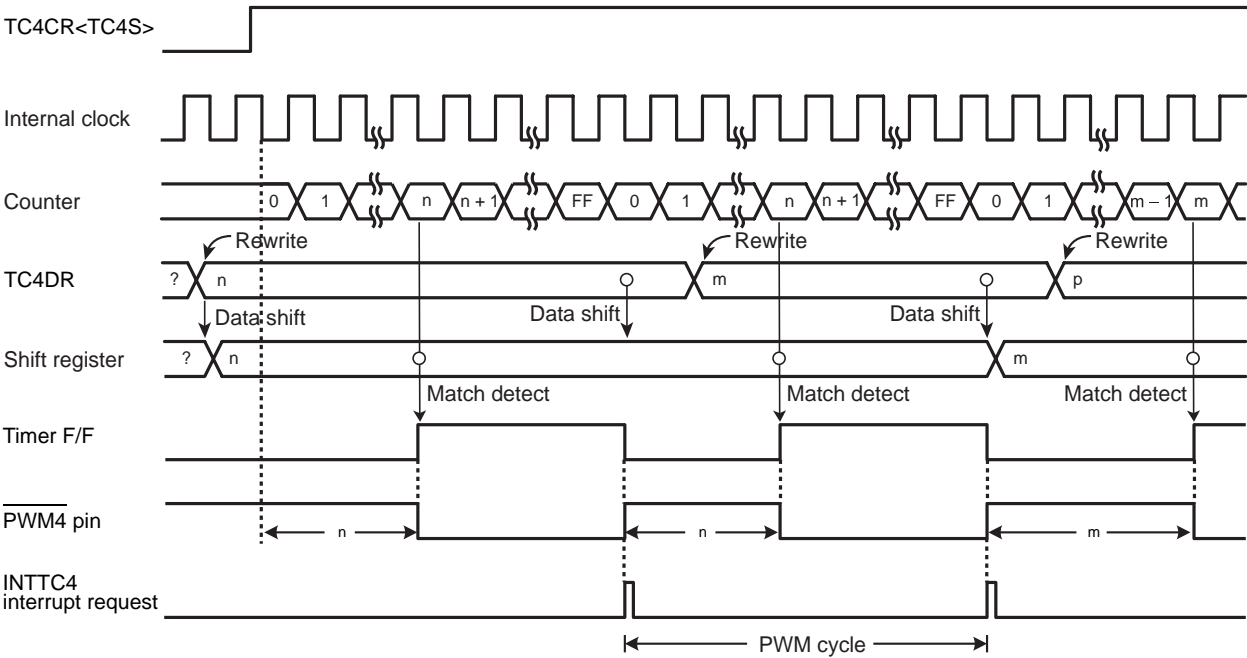 TC4CR<TC4S>
Internal clock
Counter
0 1 n n + 1 FF 0 1 n n + 1 FF 0 1 m – 1 m
Rewrite Rewrite Rewrite
TC4DR
? n m p
Data shift Data shift Data shift
Shift register
? n m
Match detect Match detect Match detect
Timer F/F
PWM4 pin
n n m
INTTC4
interrupt request
PWM cycle